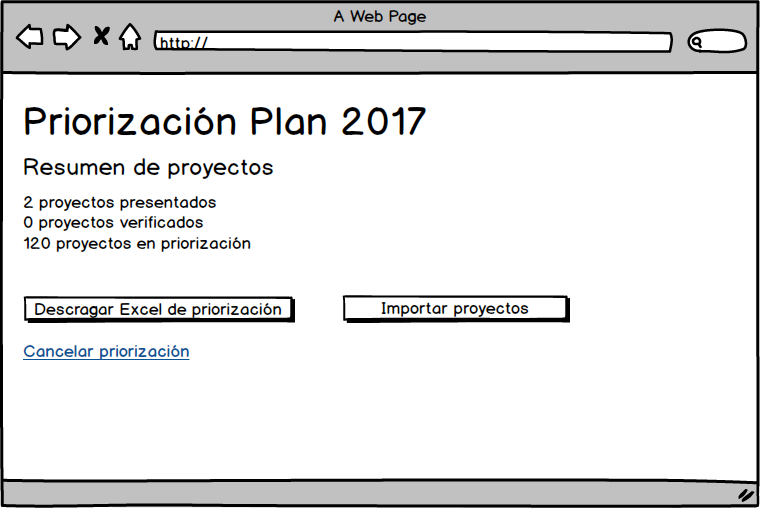 A Web Page
http://
Priorización Plan 2017
Resumen de proyectos
2 proyectos presentados
0 proyectos verificados
120 proyectos en priorización
Descragar Excel de priorización
Importar proyectos
Cancelar priorización